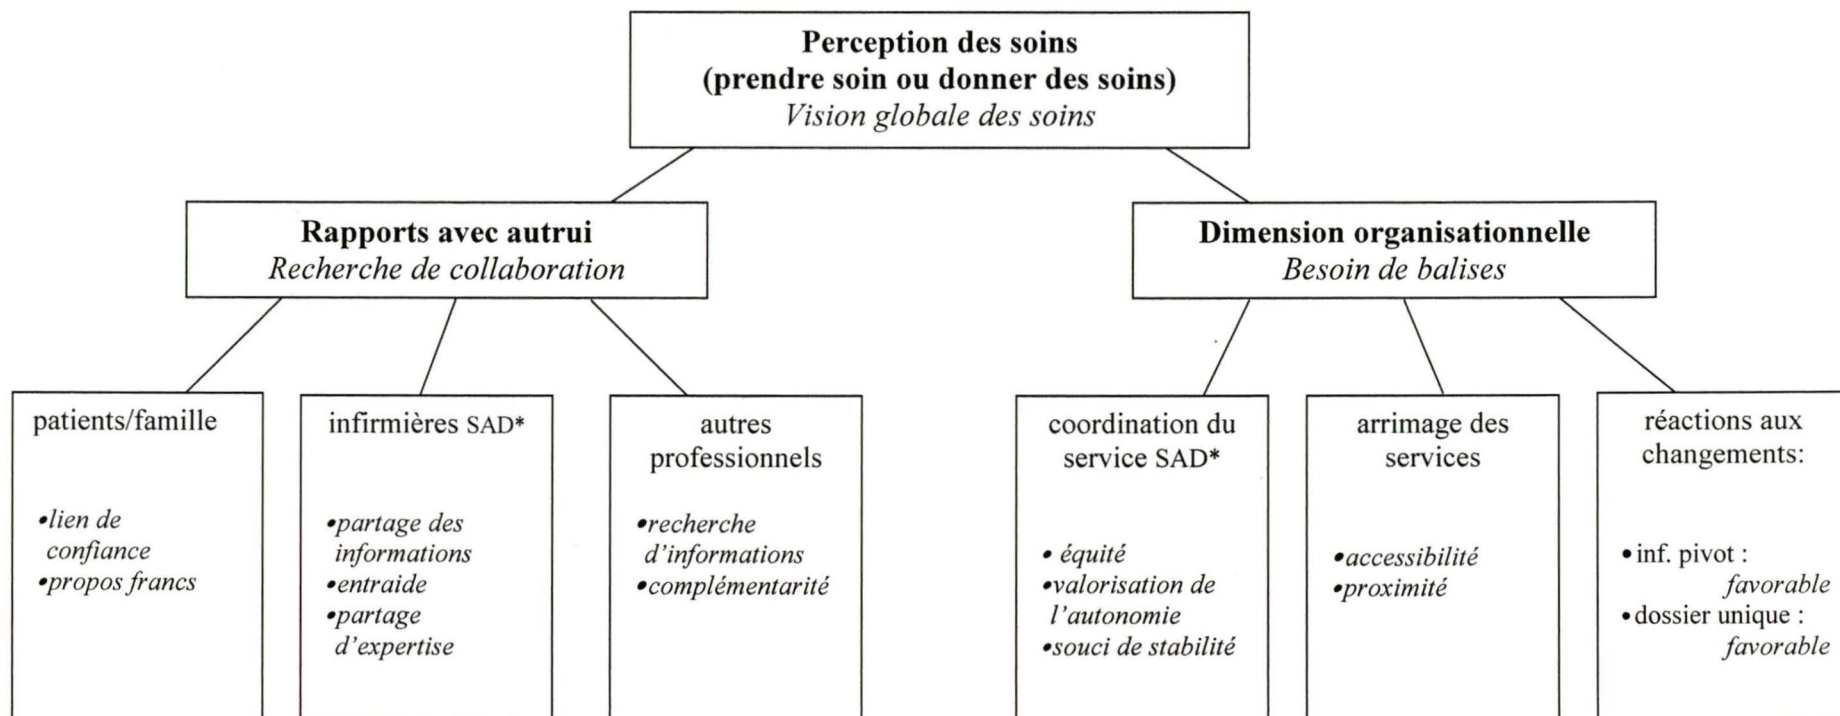 Perception des soins
(prendre soin ou donner des soins)
Vision globale des soins
Rapports avec autrui
Recherche de collaboration
Dimension organisationnelle
Besoin de balises
patients/famille
•lien de
confiance
•propos francs
infirmières SAD*
•partage des
informations
•entraide
•partage
d'expertise
autres
professionnels
•recherche
d'informations
•complémentarité
coordination du
service SAD*
• équité
•valorisation de
l'autonomie
•souci de stabilité
arrimage des
services
•accessibilité
•proximité
réactions aux
changements:
• inf. pivot :
favorable
• dossier unique :
favorable